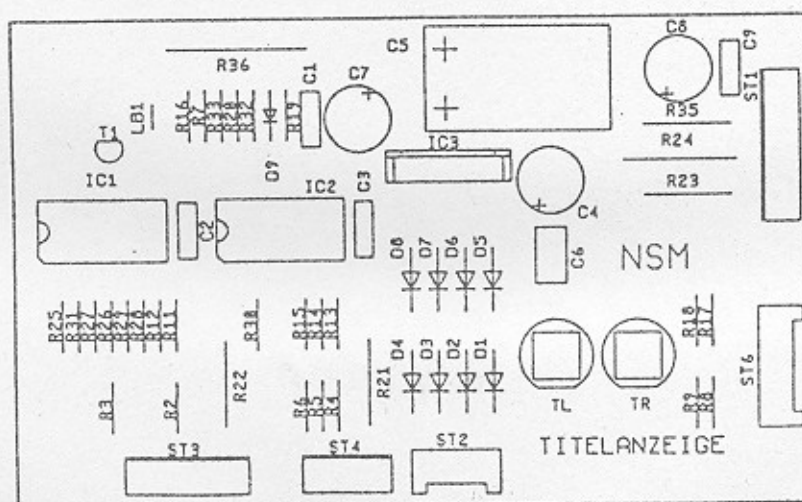 C8
C9
C5
R36
C1
C7
ST1
LB1
R16
R7
R33
R20
R32
R19
R35
T1
IC3
R24
D9
IC1
IC2
C3
R23
C4
C2
D8
D7
D6
D5
C6
NSM
R25
R31
R27
R26
R29
R28
R12
R11
R30
R15
R14
R13
R18
R17
D4
D3
D2
D1
ST6
R22
R21
R3
R2
R6
R5
R4
TL
TR
R9
R8
ST3
ST4
ST2
TITELANZEIGE